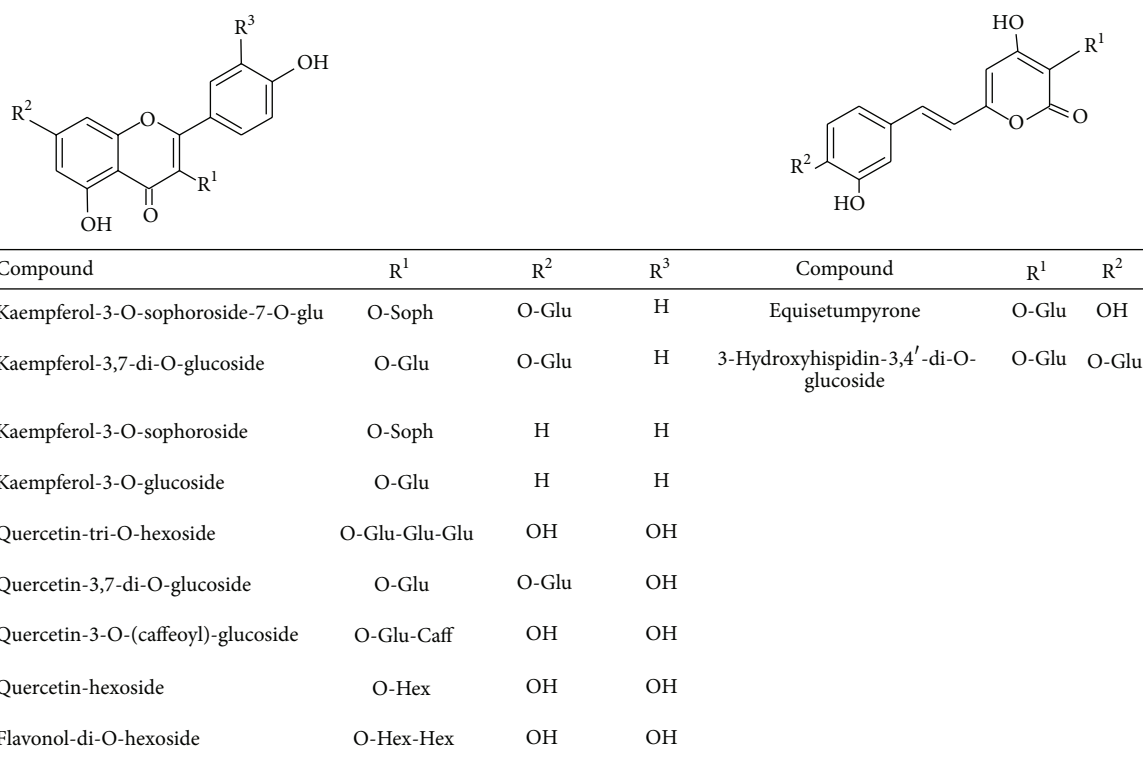 R³
OH
R²
O
R¹
O
OH
HO
R¹
O
O
R²
HO
Compound R¹ R² R³ Compound R¹ R²
Kaempferol-3-O-sophoroside-7-O-glu O-Soph O-Glu H Equisetumpyrone O-Glu OH
Kaempferol-3,7-di-O-glucoside O-Glu O-Glu H 3-Hydroxyhispidin-3,4′-di-O- O-Glu O-Glu
glucoside
Kaempferol-3-O-sophoroside O-Soph H H
Kaempferol-3-O-glucoside O-Glu H H
Quercetin-tri-O-hexoside O-Glu-Glu-Glu OH OH
Quercetin-3,7-di-O-glucoside O-Glu O-Glu OH
Quercetin-3-O-(caffeoyl)-glucoside O-Glu-Caff OH OH
Quercetin-hexoside O-Hex OH OH
Flavonol-di-O-hexoside O-Hex-Hex OH OH